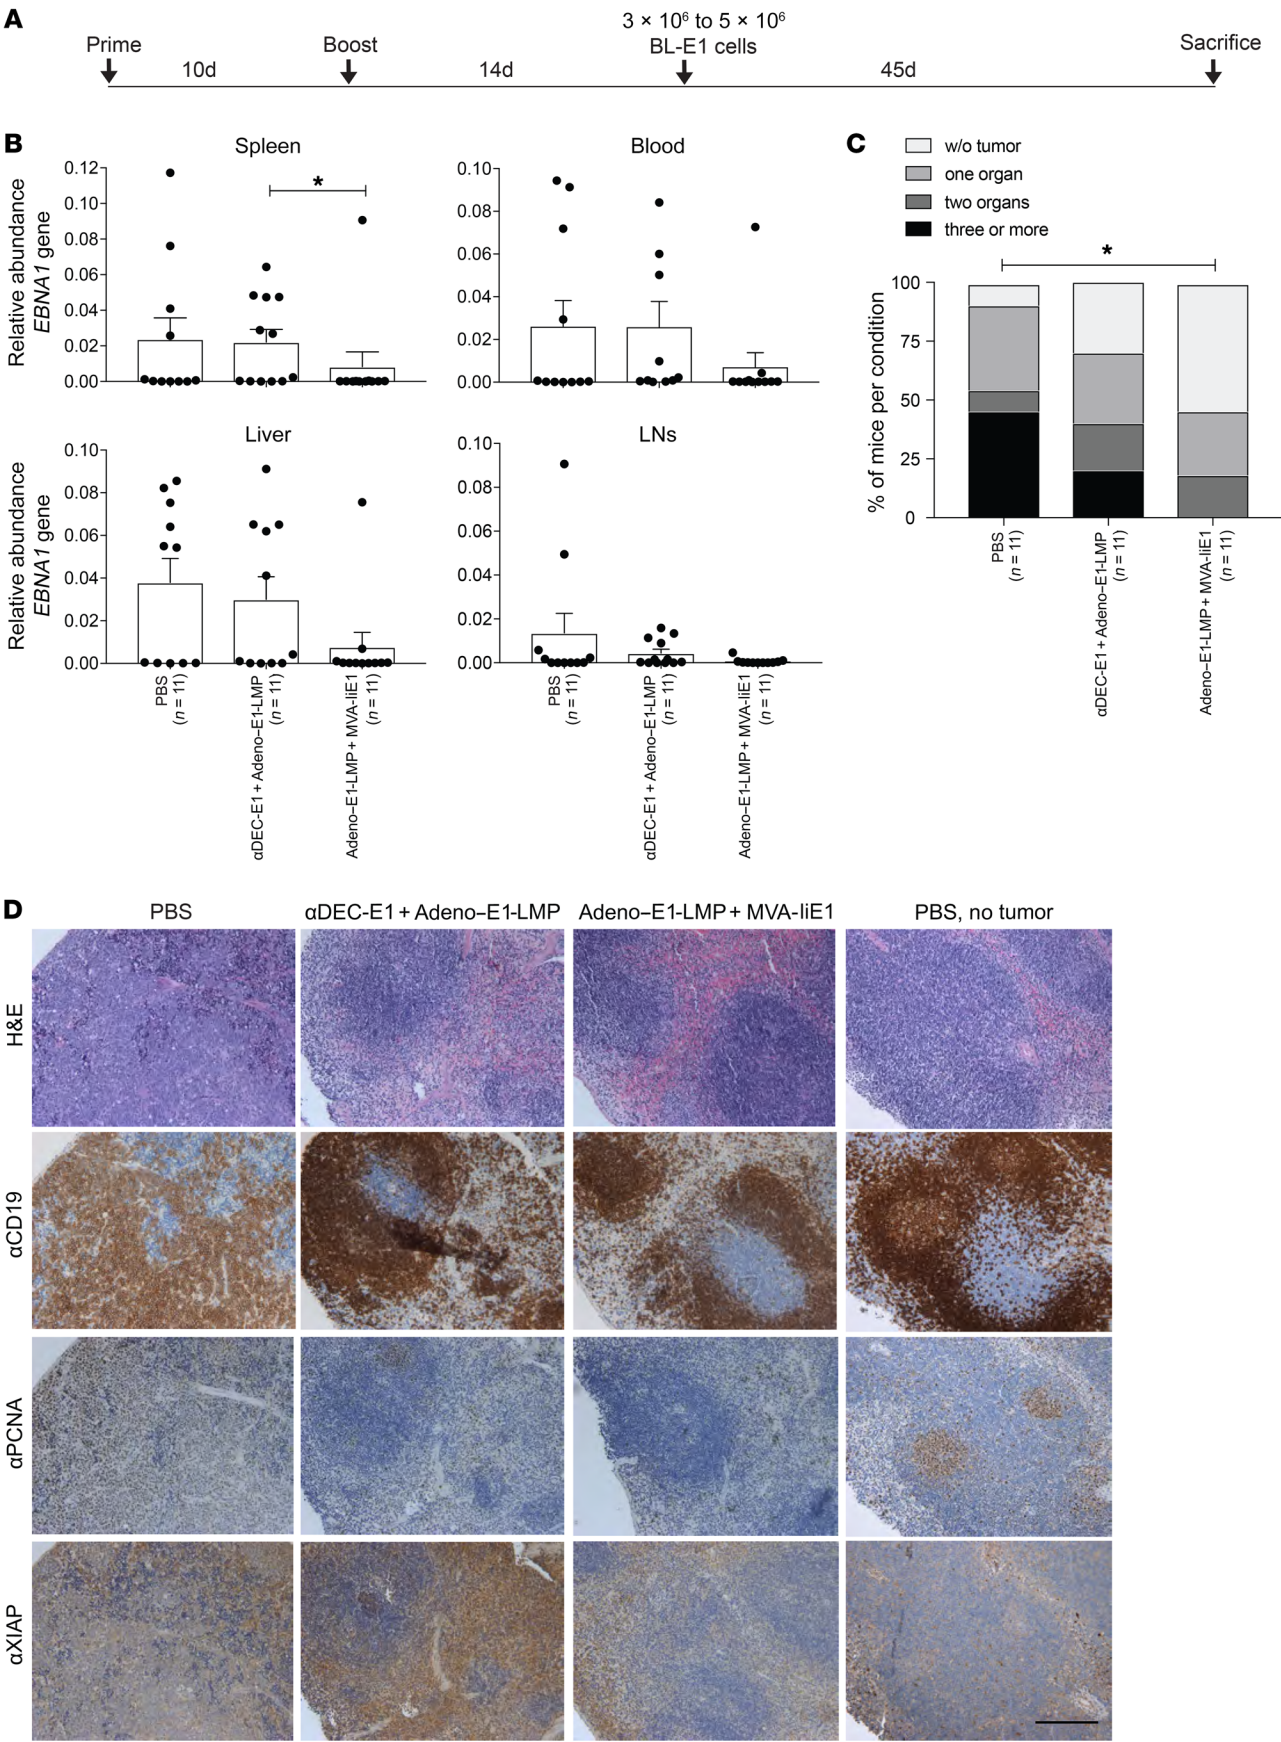 A
3 × 10⁶ to 5 × 10⁶
Prime
Boost
BL-E1 cells
Sacrifice
10d
14d
45d
B
Spleen
Relative abundance
EBNA1 gene
0.12
0.10
0.08
0.06
0.04
0.02
0.00
*
Blood
0.10
0.08
0.06
0.04
0.02
0.00
Liver
Relative abundance
EBNA1 gene
0.10
0.08
0.06
0.04
0.02
0.00
PBS
(n = 11)
αDEC-E1 + Adeno–E1-LMP
(n = 11)
Adeno–E1-LMP + MVA-IiE1
(n = 11)
LNs
0.10
0.08
0.06
0.04
0.02
0.00
PBS
(n = 11)
αDEC-E1 + Adeno–E1-LMP
(n = 11)
Adeno–E1-LMP + MVA-IiE1
(n = 11)
C
w/o tumor
one organ
two organs
three or more
*
% of mice per condition
100
75
50
25
0
PBS
(n = 11)
αDEC-E1 + Adeno–E1-LMP
(n = 11)
Adeno–E1-LMP + MVA-IiE1
(n = 11)
D
PBS
αDEC-E1 + Adeno–E1-LMP
Adeno–E1-LMP + MVA-IiE1
PBS, no tumor
H&E
αCD19
αPCNA
αXIAP